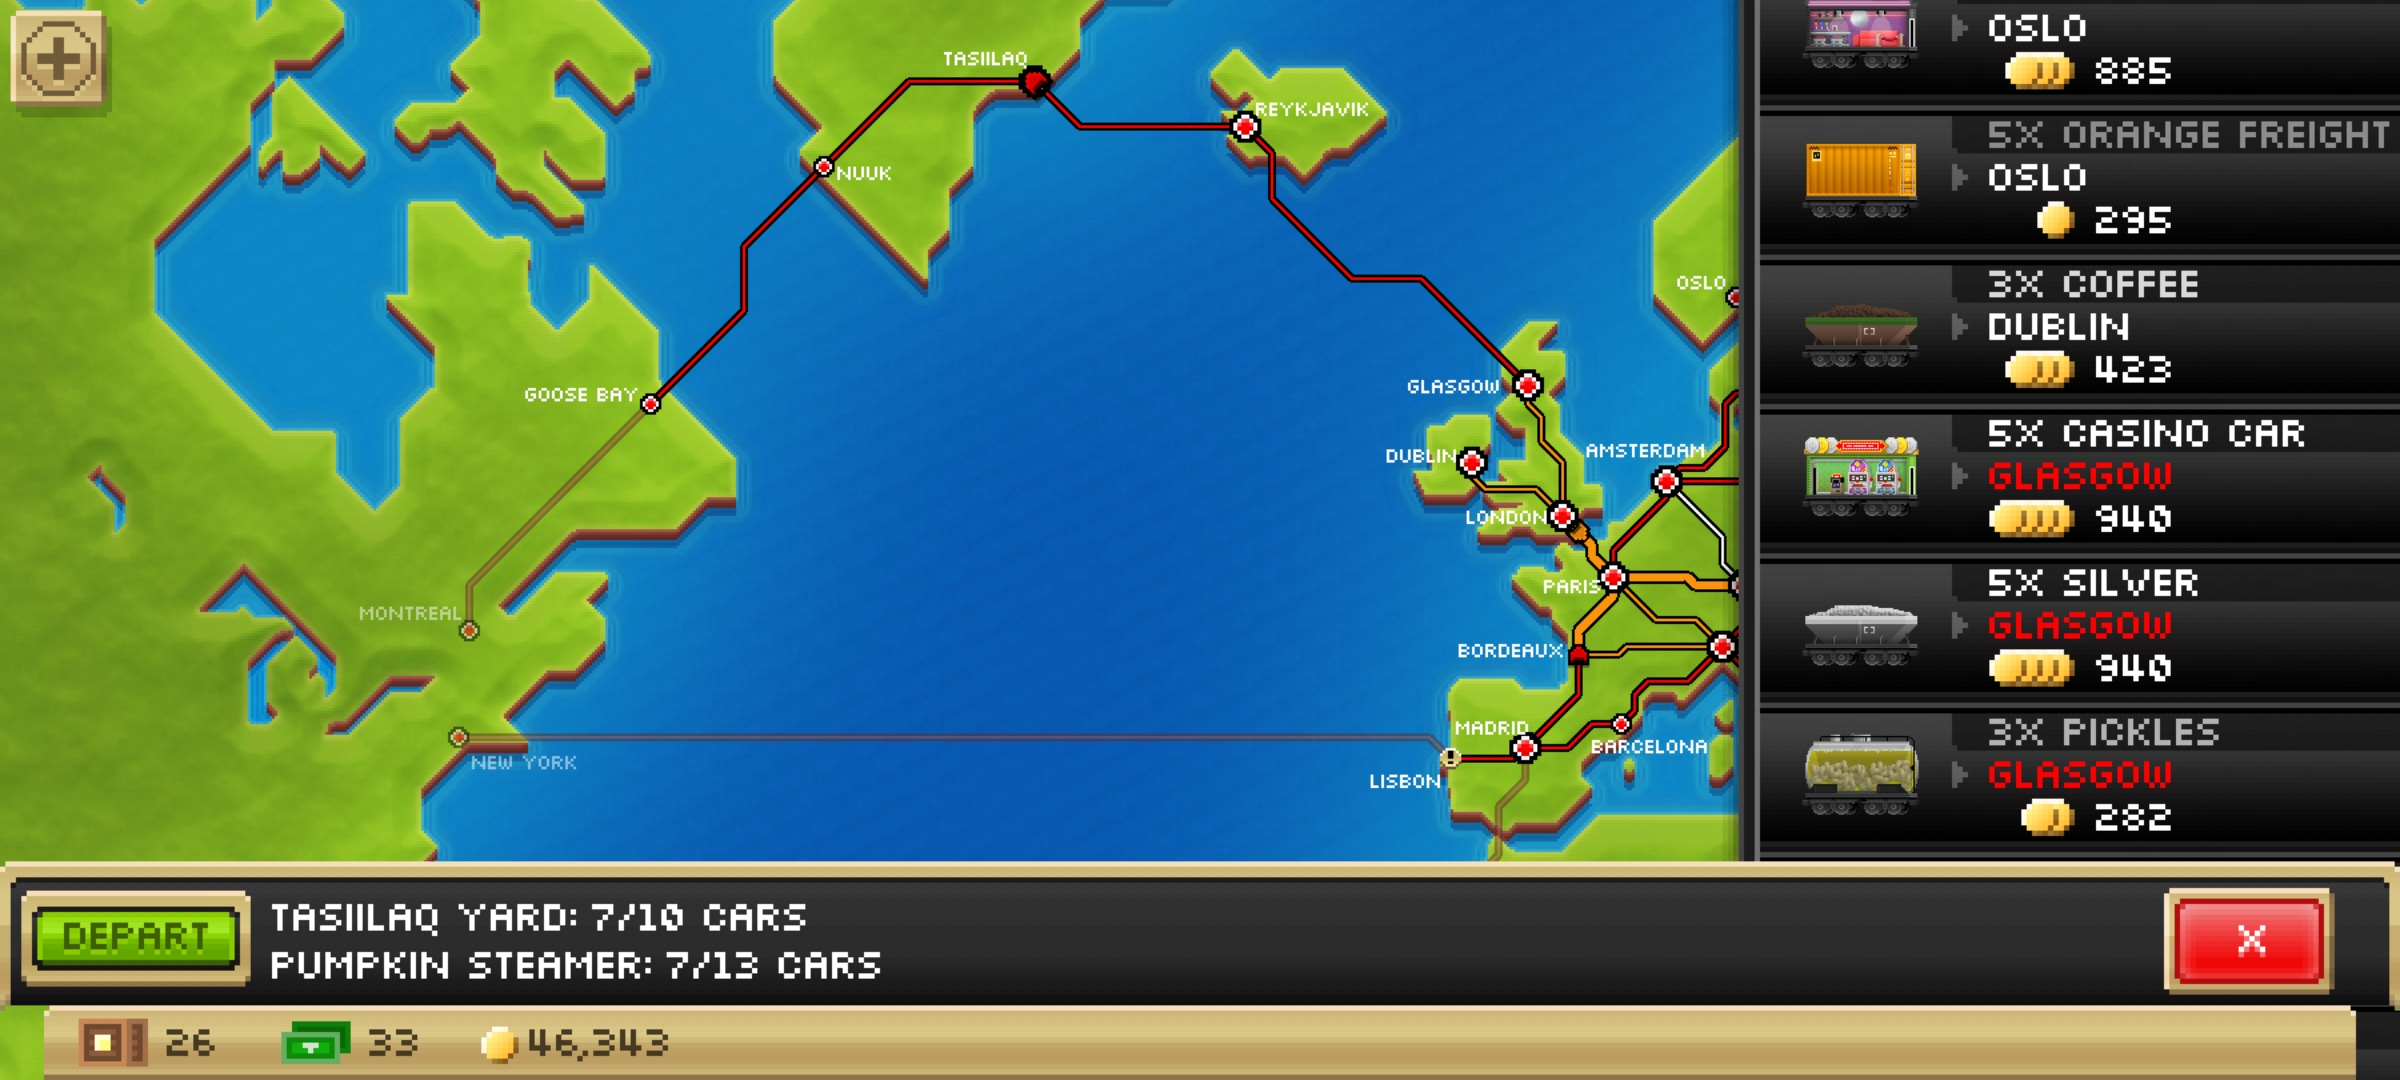 TASIILAQ
REYKJAVIK
NUUK
OSLO
GOOSE BAY
GLASGOW
DUBLIN
AMSTERDAM
LONDON
PARIS
MONTREAL
BORDEAUX
MADRID
BARCELONA
NEW YORK
LISBON
OSLO
885
5X ORANGE FREIGHT
OSLO
295
3X COFFEE
DUBLIN
423
5X CASINO CAR
GLASGOW
940
5X SILVER
GLASGOW
940
3X PICKLES
GLASGOW
282
DEPART
TASIILAQ YARD: 7/10 CARS
PUMPKIN STEAMER: 7/13 CARS
X
26
33
46,343